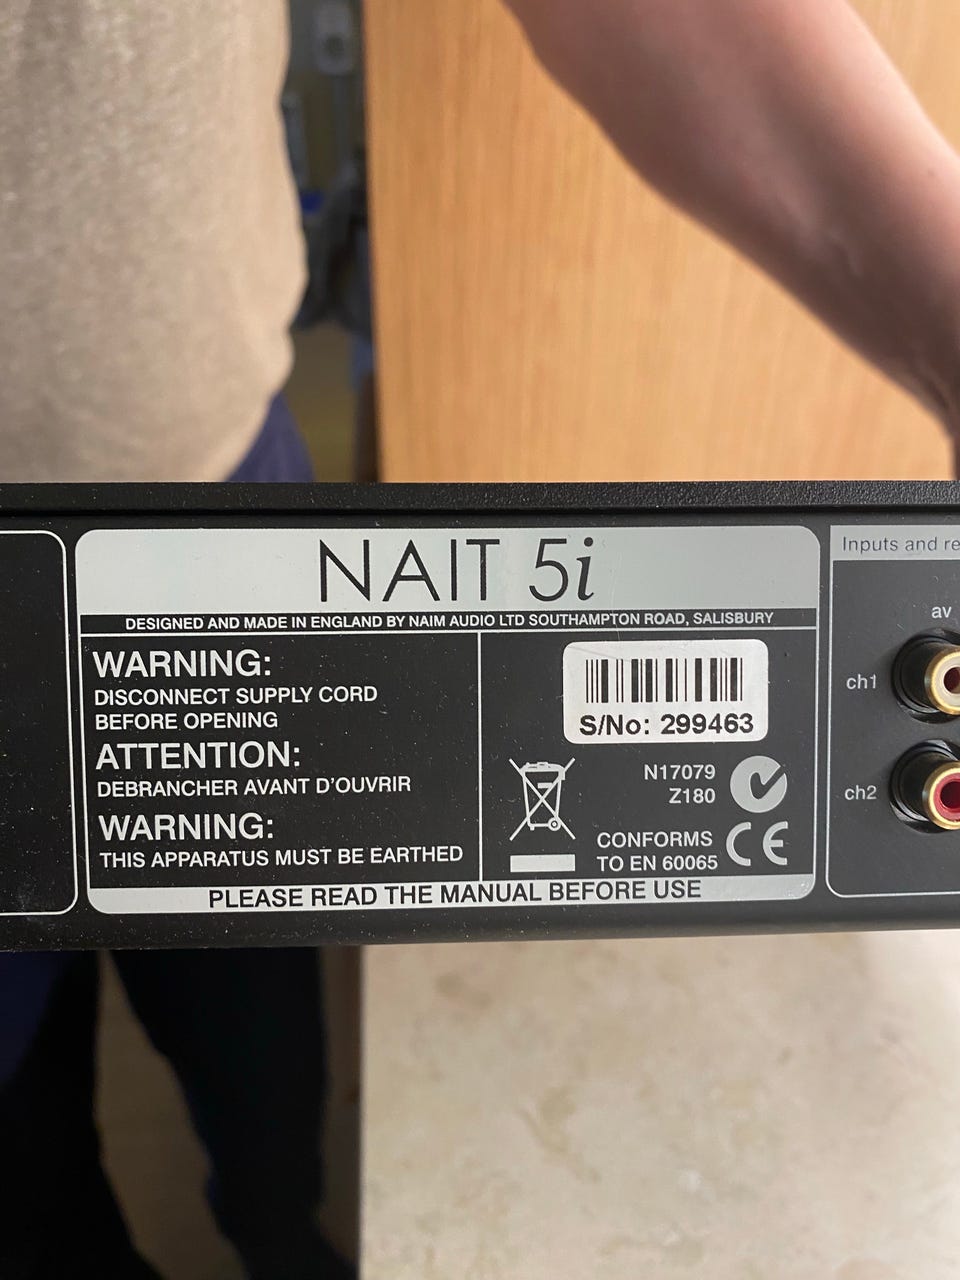 NAIT 5i
DESIGNED AND MADE IN ENGLAND BY NAIM AUDIO LTD SOUTHAMPTON ROAD, SALISBURY
WARNING:
DISCONNECT SUPPLY CORD
BEFORE OPENING
ATTENTION:
DEBRANCHER AVANT D'OUVRIR
WARNING:
THIS APPARATUS MUST BE EARTHED
S/No: 299463
N17079
Z180
CONFORMS
TO EN 60065
CE
PLEASE READ THE MANUAL BEFORE USE
Inputs and re
av
ch1
ch2